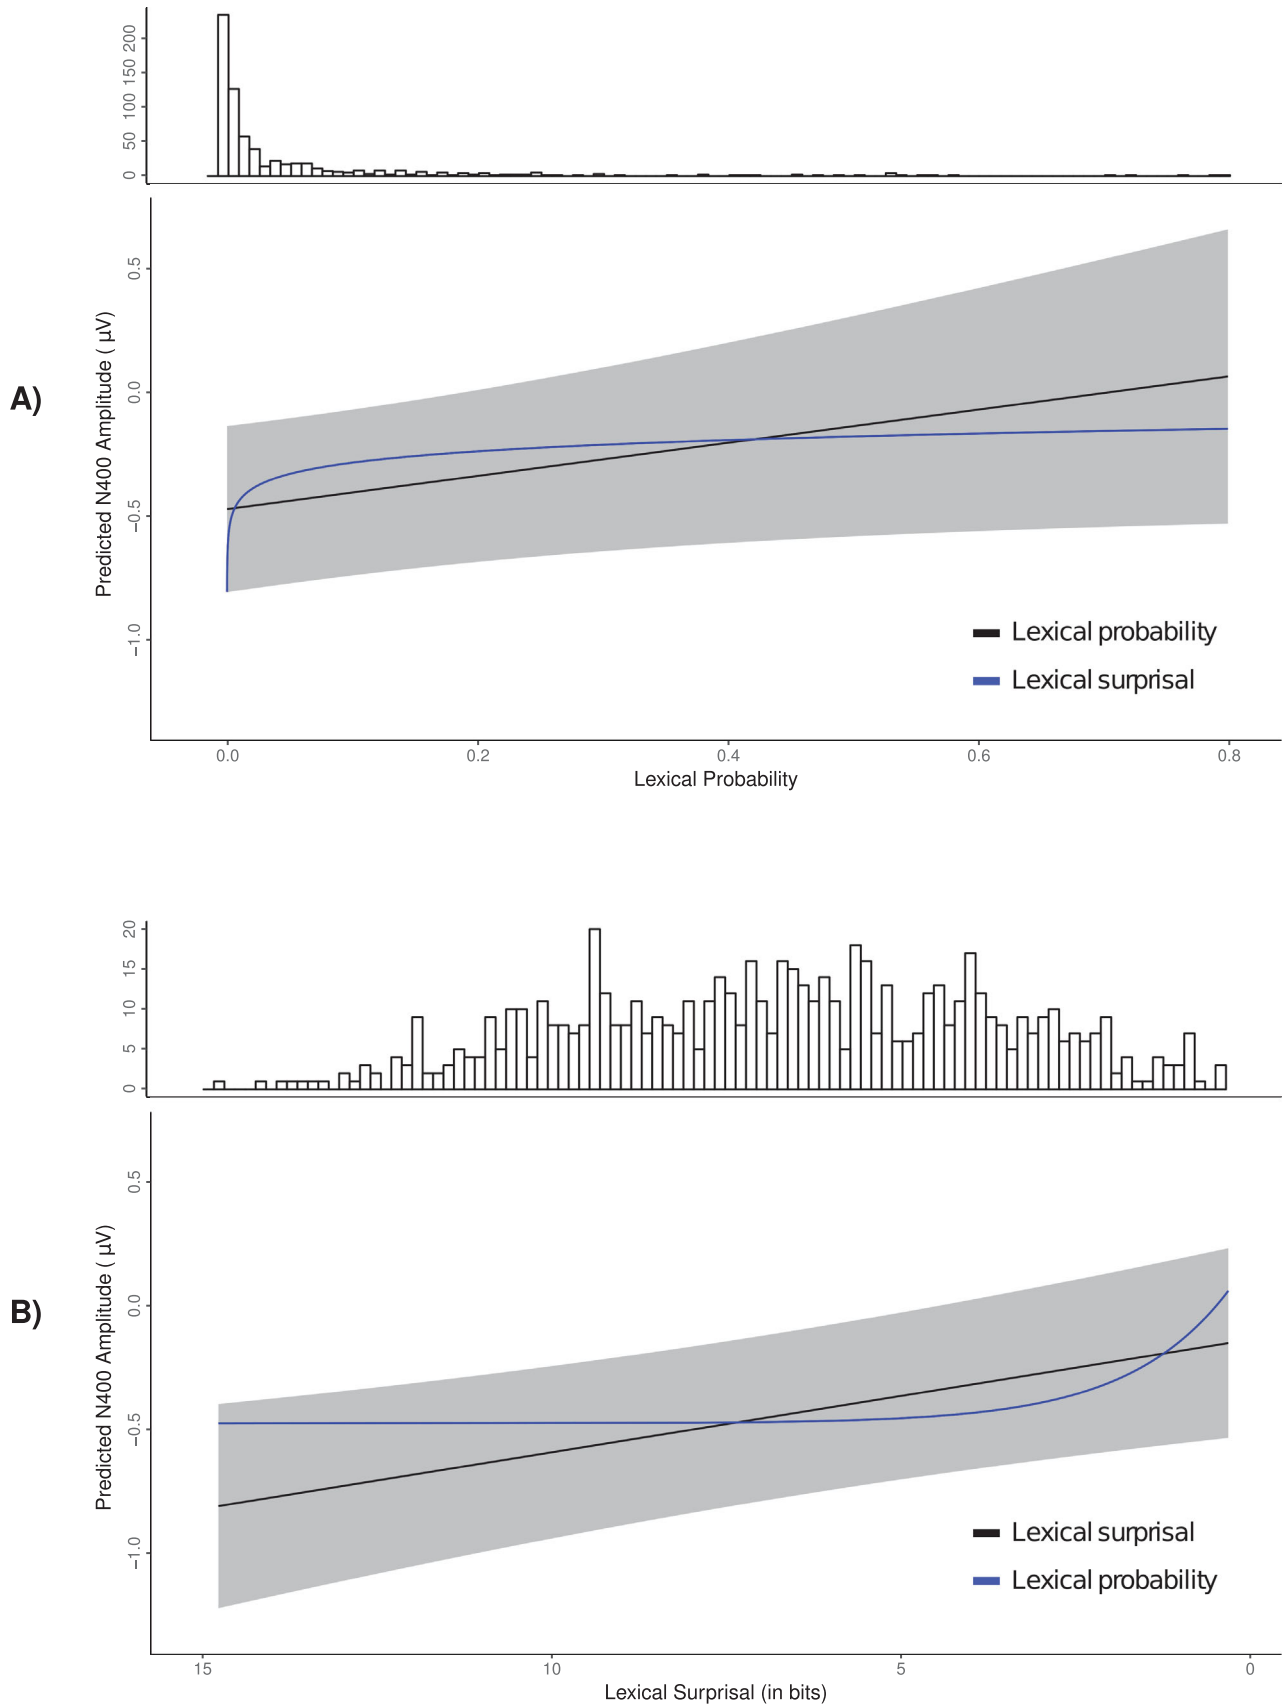 200
150
100
50
0
A)
Predicted N400 Amplitude ( µV)
0.5
0.0
−0.5
−1.0
Lexical probability
Lexical surprisal
0.0 0.2 0.4 0.6 0.8
Lexical Probability
20
15
10
5
0
B)
Predicted N400 Amplitude ( µV)
0.5
0.0
−0.5
−1.0
Lexical surprisal
Lexical probability
15 10 5 0
Lexical Surprisal (in bits)